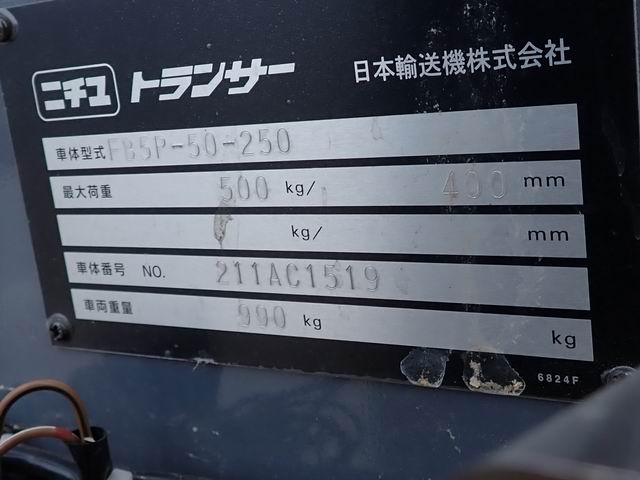 ニチユ トランサー 日本輸送機株式会社
車体型式 FB5P-50-250
最大荷重 500 kg/ 400 mm
kg/ mm
車体番号 NO. 211AC1519
車両重量 990 kg kg
6824F